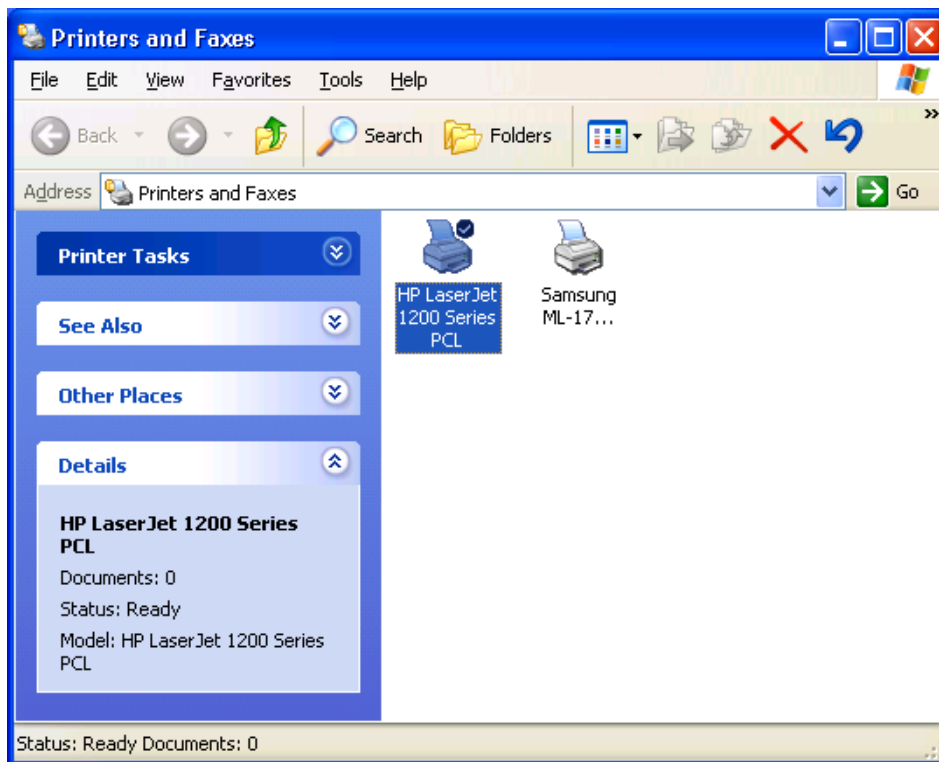 Printers and Faxes
File Edit View Favorites Tools Help
Back Search Folders »
Address Printers and Faxes Go
Printer Tasks
See Also
Other Places
Details
HP LaserJet 1200 Series
PCL
Documents: 0
Status: Ready
Model: HP LaserJet 1200 Series
PCL
HP LaserJet
1200 Series
PCL
Samsung
ML-17...
Status: Ready Documents: 0